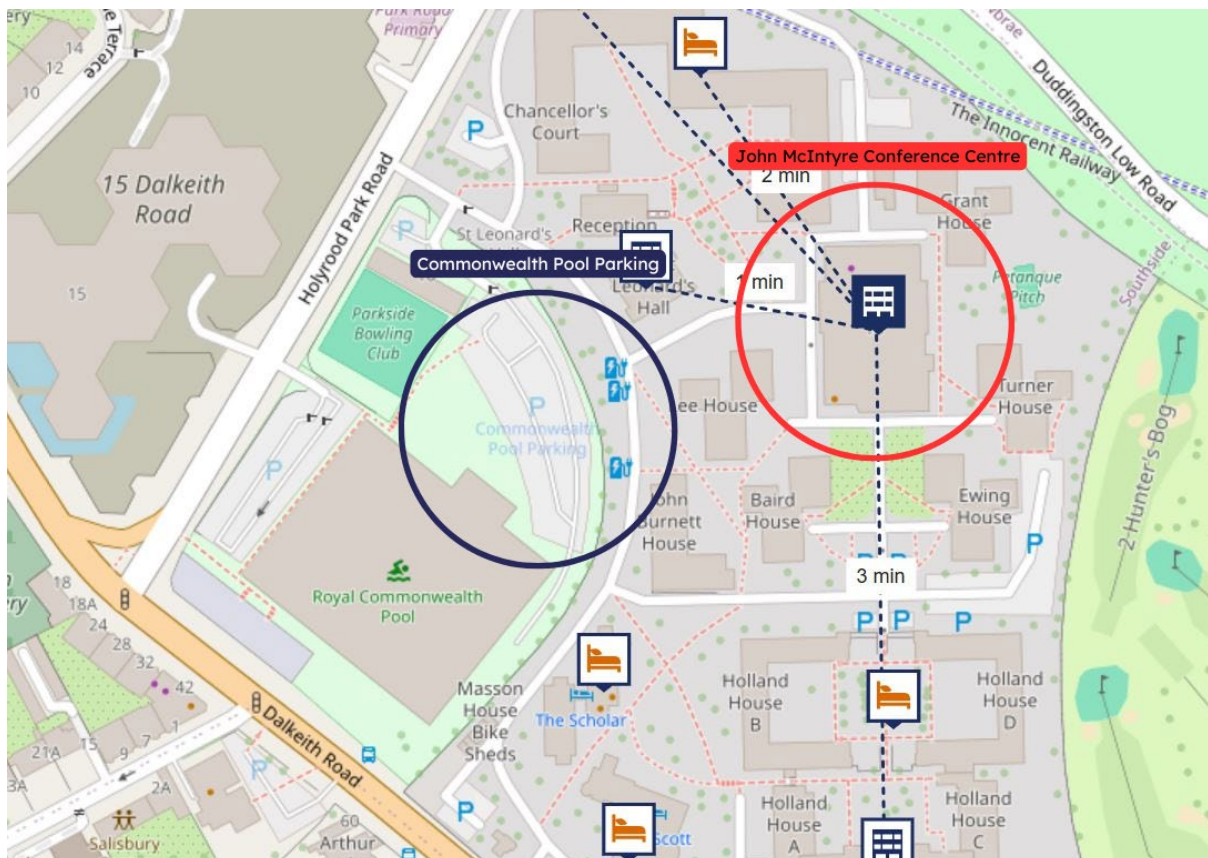 Park Road
Primary
Terrace
14
12
10
Chancellor's
Court
P
15 Dalkeith
Road
15
Holyrood Park Road
Duddingston Low Road
The Innocent Railway
John McIntyre Conference Centre
2 min
Grant
House
Reception
St Leonard's
P
Commonwealth Pool Parking
Leonard's
Hall
min
Petanque
Pitch
Southside
Parkside
Bowling
Club
P
Commonwealth
Pool Parking
Lee House
Turner
House
P
John
Burnett
House
Baird
House
Ewing
House
P
2-Hunter's-Bog
3 min
Royal Commonwealth
Pool
P
P
P
18
18A
24
28
32
42
Holland
House
B
Holland
House
D
Masson
House
Bike
Sheds
The Scholar
Dalkeith Road
21A
15
9
7
1
3A
2A
P
P
Salisbury
60
Arthur
Scott
Holland
House
A
Holland
House
C